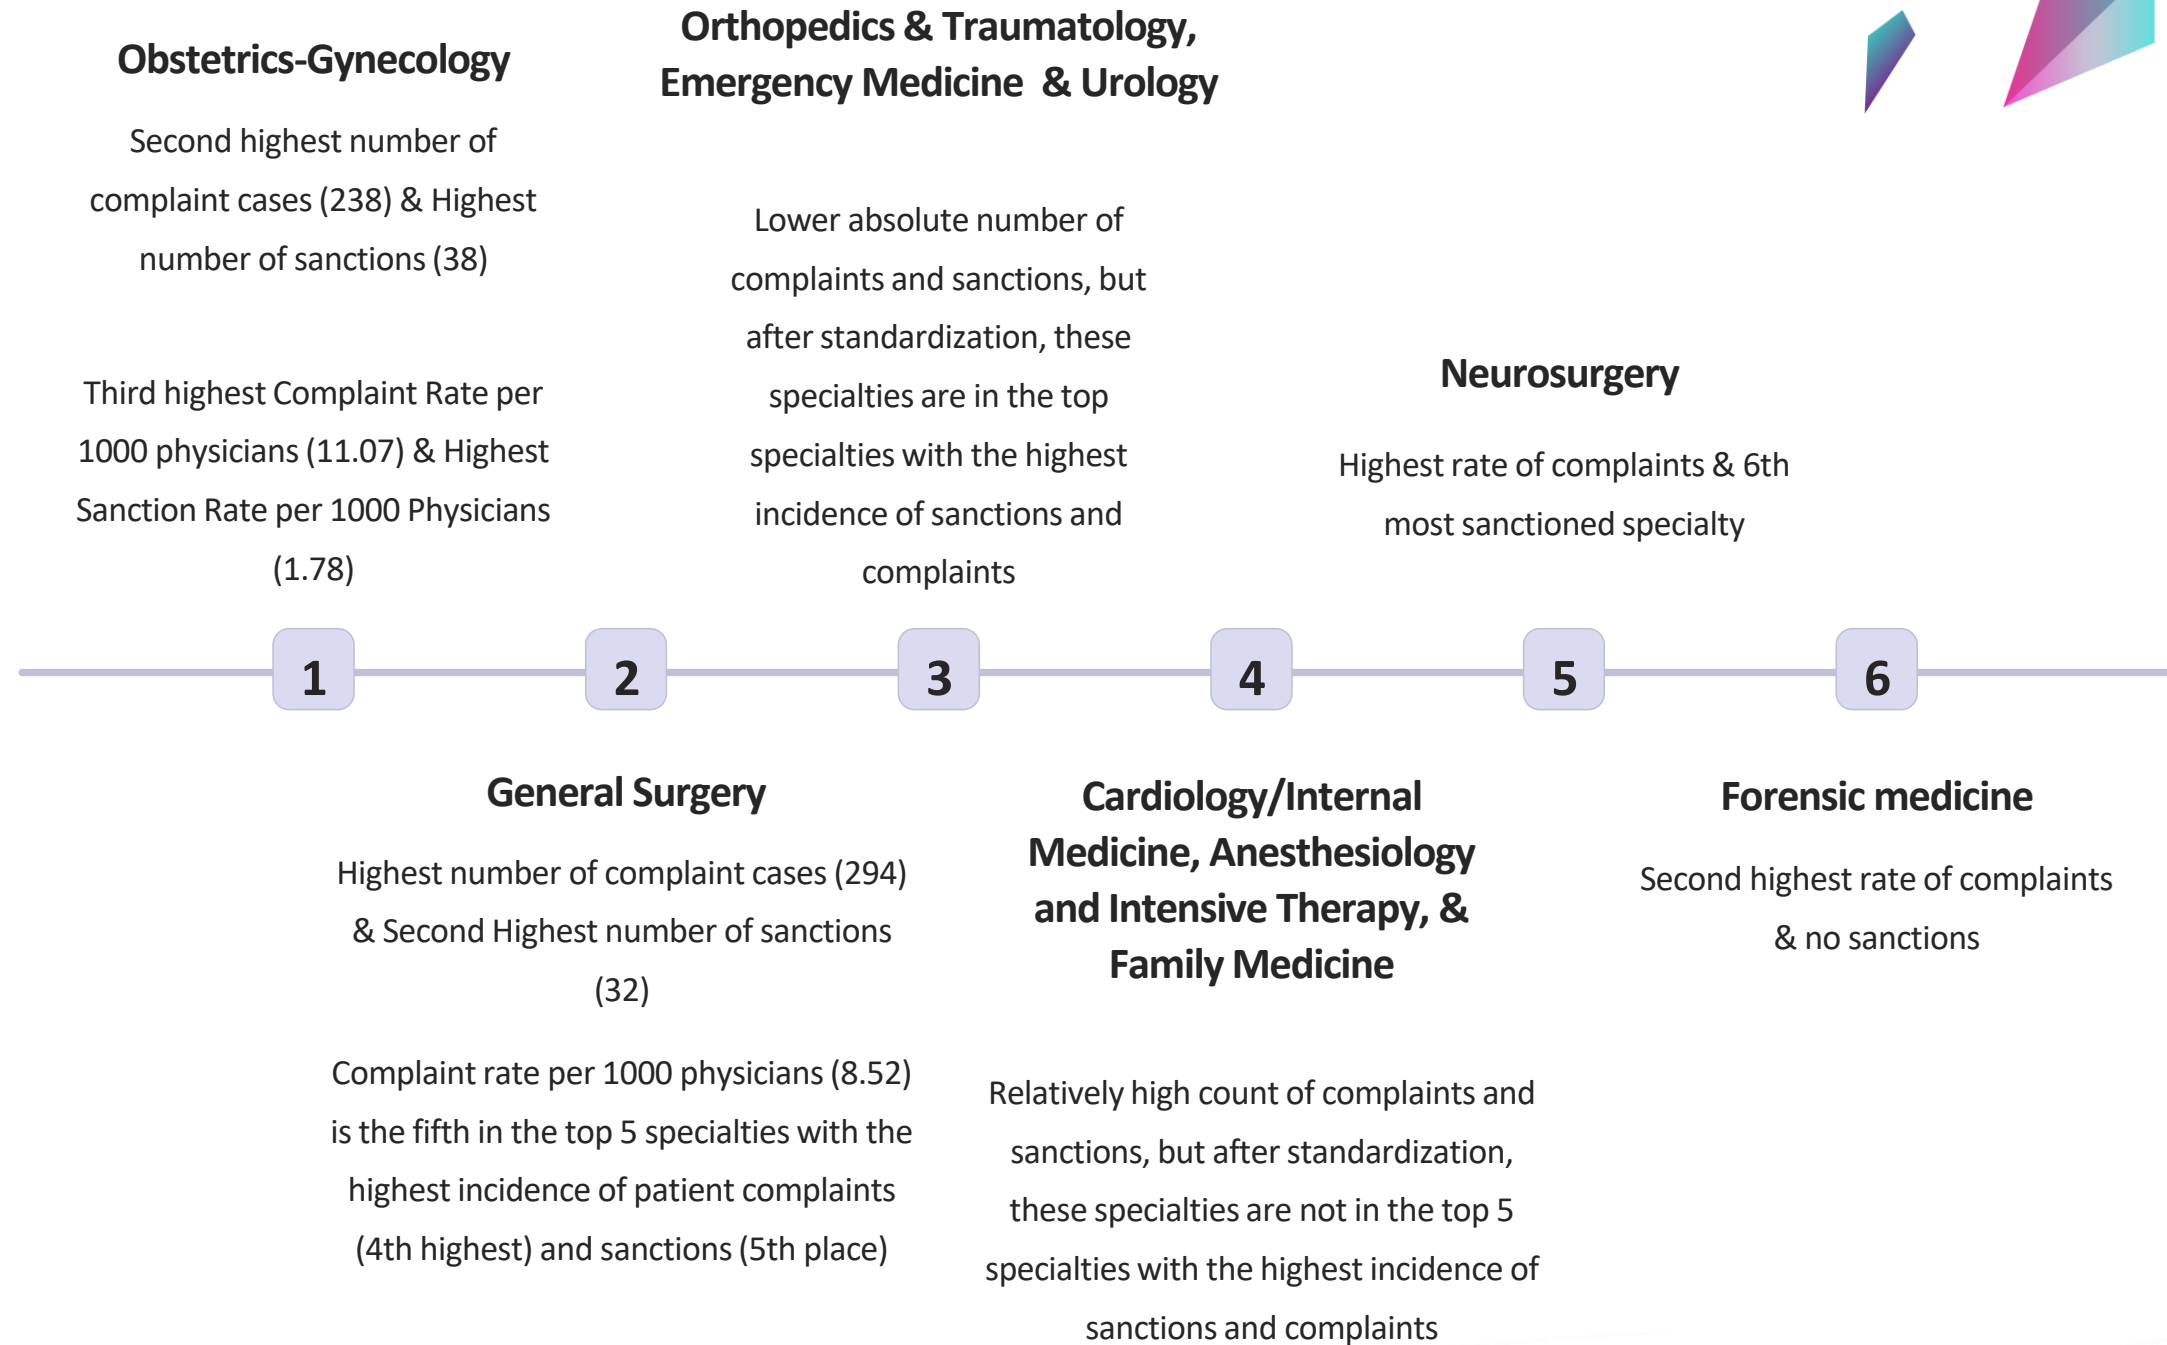 Obstetrics-Gynecology
Second highest number of
complaint cases (238) & Highest
number of sanctions (38)
Third highest Complaint Rate per
1000 physicians (11.07) & Highest
Sanction Rate per 1000 Physicians
(1.78)
Orthopedics & Traumatology,
Emergency Medicine & Urology
Lower absolute number of
complaints and sanctions, but
after standardization, these
specialties are in the top
specialties with the highest
incidence of sanctions and
complaints
Neurosurgery
Highest rate of complaints & 6th
most sanctioned specialty
1
2
3
4
5
6
General Surgery
Highest number of complaint cases (294)
& Second Highest number of sanctions
(32)
Complaint rate per 1000 physicians (8.52)
is the fifth in the top 5 specialties with the
highest incidence of patient complaints
(4th highest) and sanctions (5th place)
Cardiology/Internal
Medicine, Anesthesiology
and Intensive Therapy, &
Family Medicine
Relatively high count of complaints and
sanctions, but after standardization,
these specialties are not in the top 5
specialties with the highest incidence of
sanctions and complaints
Forensic medicine
Second highest rate of complaints
& no sanctions